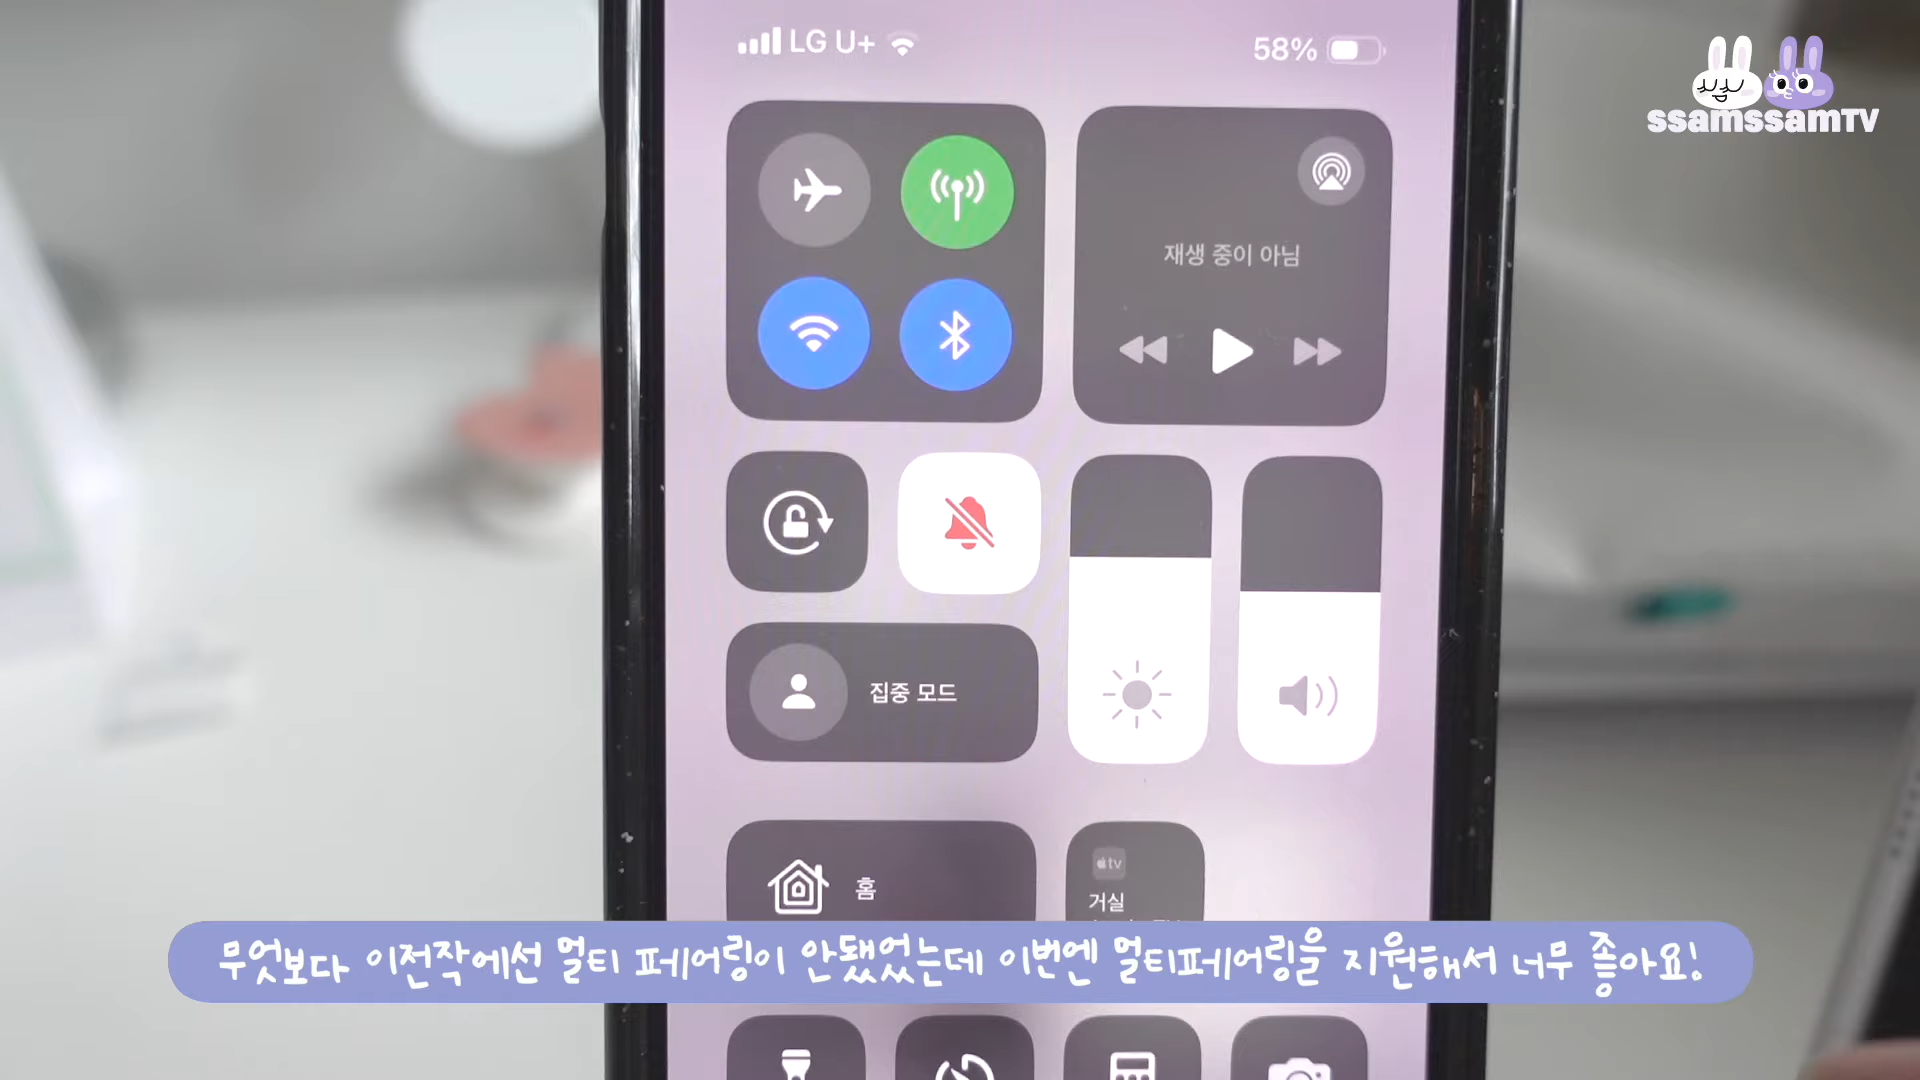 LG U+
58%
ssamssamTV
재생 중이 아님
집중 모드
홈
tv
거실
무엇보다 이전작에선 멀티 페어링이 안됐었는데 이번엔 멀티페어링을 지원해서 너무 좋아요!